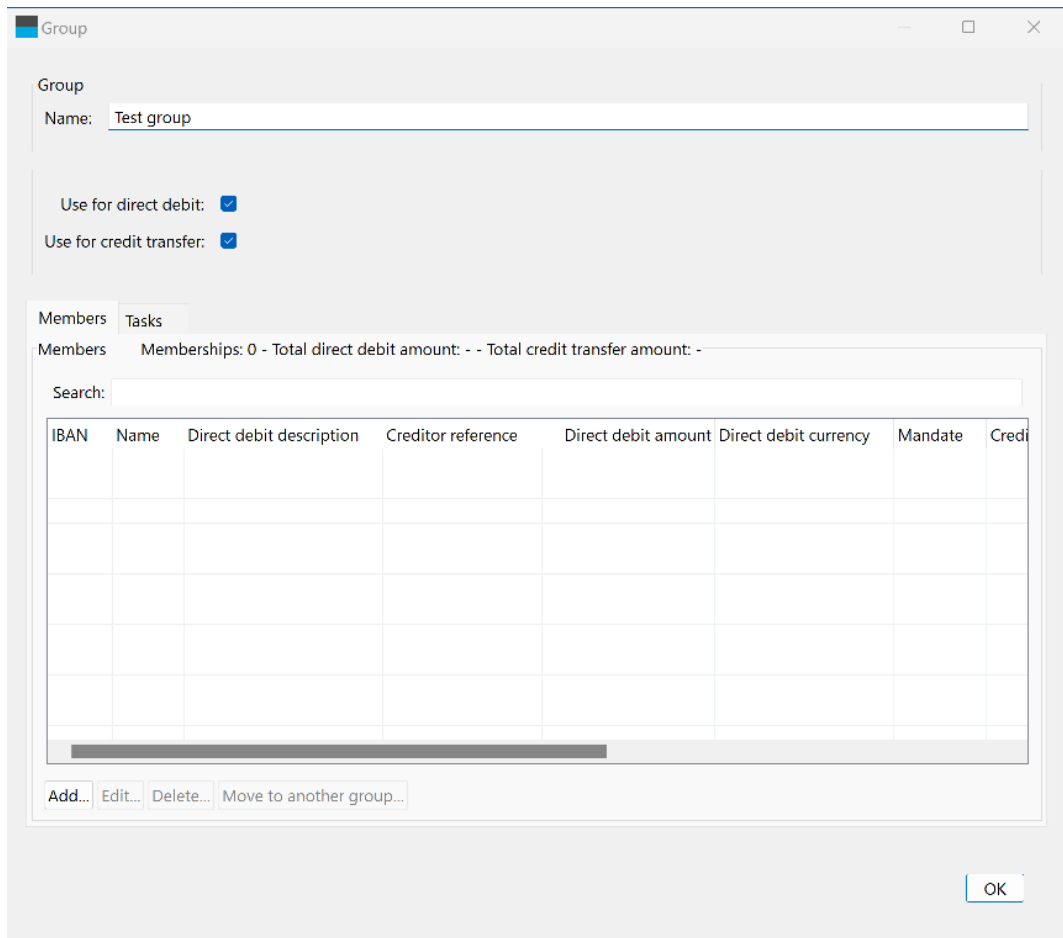 Group
Group
Name: Test group
Use for direct debit:
Use for credit transfer:
Members Tasks
Members Memberships: 0 - Total direct debit amount: - - Total credit transfer amount: -
Search:
IBAN Name Direct debit description Creditor reference Direct debit amount Direct debit currency Mandate Credi
Add... Edit... Delete... Move to another group...
OK